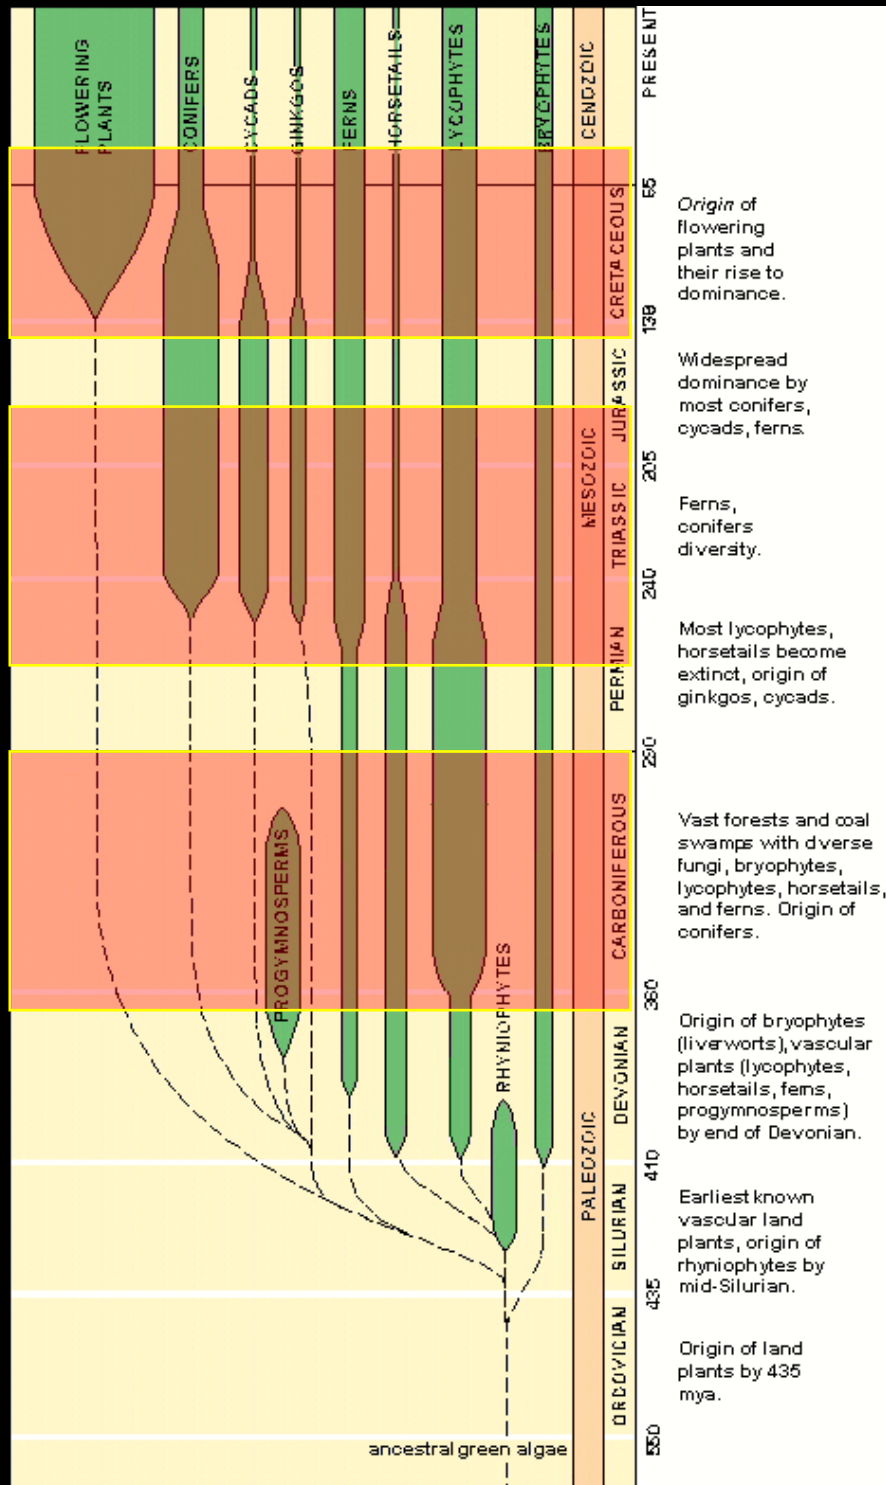 FLOWERING
PLANTS
CONIFERS
CYCADS
GINKGOS
FERNS
HORSETAILS
LYCOPHYTES
BRYOPHYTES
CENOZOIC
PRESENT
65
CRETACEOUS
Origin of
flowering
plants and
their rise to
dominance.
139
JURASSIC
Widespread
dominance by
most conifers,
cycads, ferns.
MESOZOIC
205
TRIASSIC
Ferns,
conifers
diversity.
240
PERMIAN
Most lycophytes,
horsetails become
extinct, origin of
ginkgos, cycads.
290
PROGYMNOSPERMS
CARBONIFEROUS
Vast forests and coal
swamps with diverse
fungi, bryophytes,
lycophytes, horsetails,
and ferns. Origin of
conifers.
360
RHYNIOPHYTES
DEVONIAN
Origin of bryophytes
(liverworts), vascular
plants (lycophytes,
horsetails, ferns,
progymnosperms)
by end of Devonian.
PALEOZOIC
410
SILURIAN
Earliest known
vascular land
plants, origin of
rhyniophytes by
mid-Silurian.
435
ORDOVICIAN
Origin of land
plants by 435
mya.
550
ancestral green algae